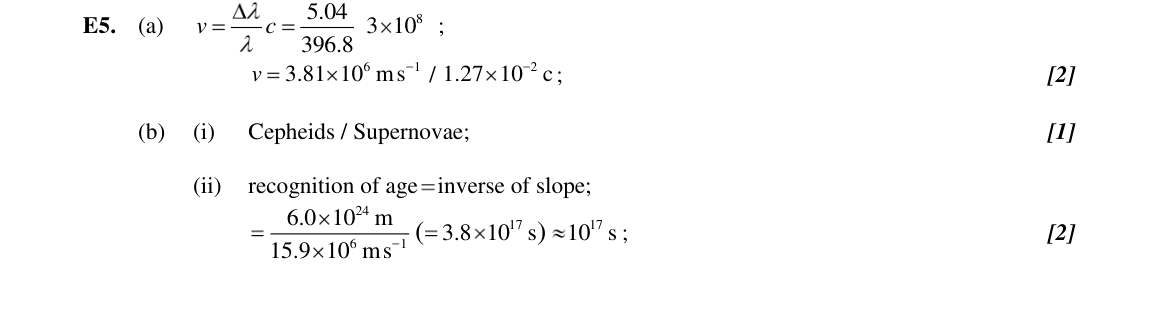 E5. (a) v = Δλ/λ c = 5.04/396.8 3×10⁸ ;
v = 3.81×10⁶ m s⁻¹ / 1.27×10⁻² c; [2]
(b) (i) Cepheids / Supernovae; [1]
(ii) recognition of age = inverse of slope;
= 6.0×10²⁴ m / 15.9×10⁶ m s⁻¹ (= 3.8×10¹⁷ s) ≈ 10¹⁷ s ; [2]